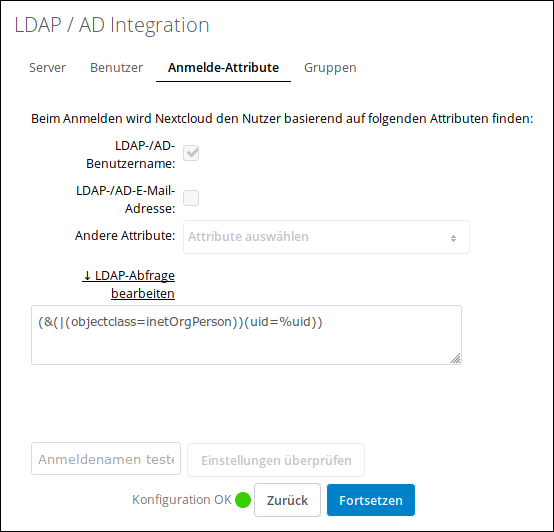 LDAP / AD Integration
Server Benutzer Anmelde-Attribute Gruppen
Beim Anmelden wird Nextcloud den Nutzer basierend auf folgenden Attributen finden:
LDAP-/AD-
Benutzername:
LDAP-/AD-E-Mail-
Adresse:
Andere Attribute: Attribute auswählen
↓ LDAP-Abfrage
bearbeiten
(&(|(objectclass=inetOrgPerson))(uid=%uid))
Anmeldenamen teste Einstellungen überprüfen
Konfiguration OK Zurück Fortsetzen